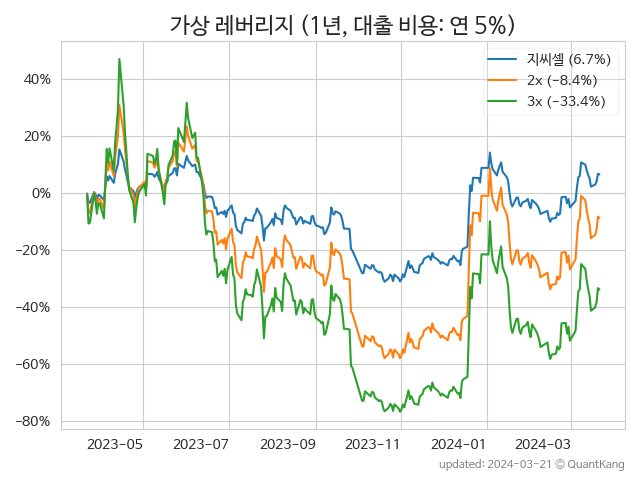 가상 레버리지 (1년, 대출 비용: 연 5%)
지씨셀 (6.7%)
2x (−8.4%)
3x (−33.4%)
40%
20%
0%
−20%
−40%
−60%
−80%
2023−05
2023−07
2023−09
2023−11
2024−01
2024−03
updated: 2024-03-21 © QuantKang